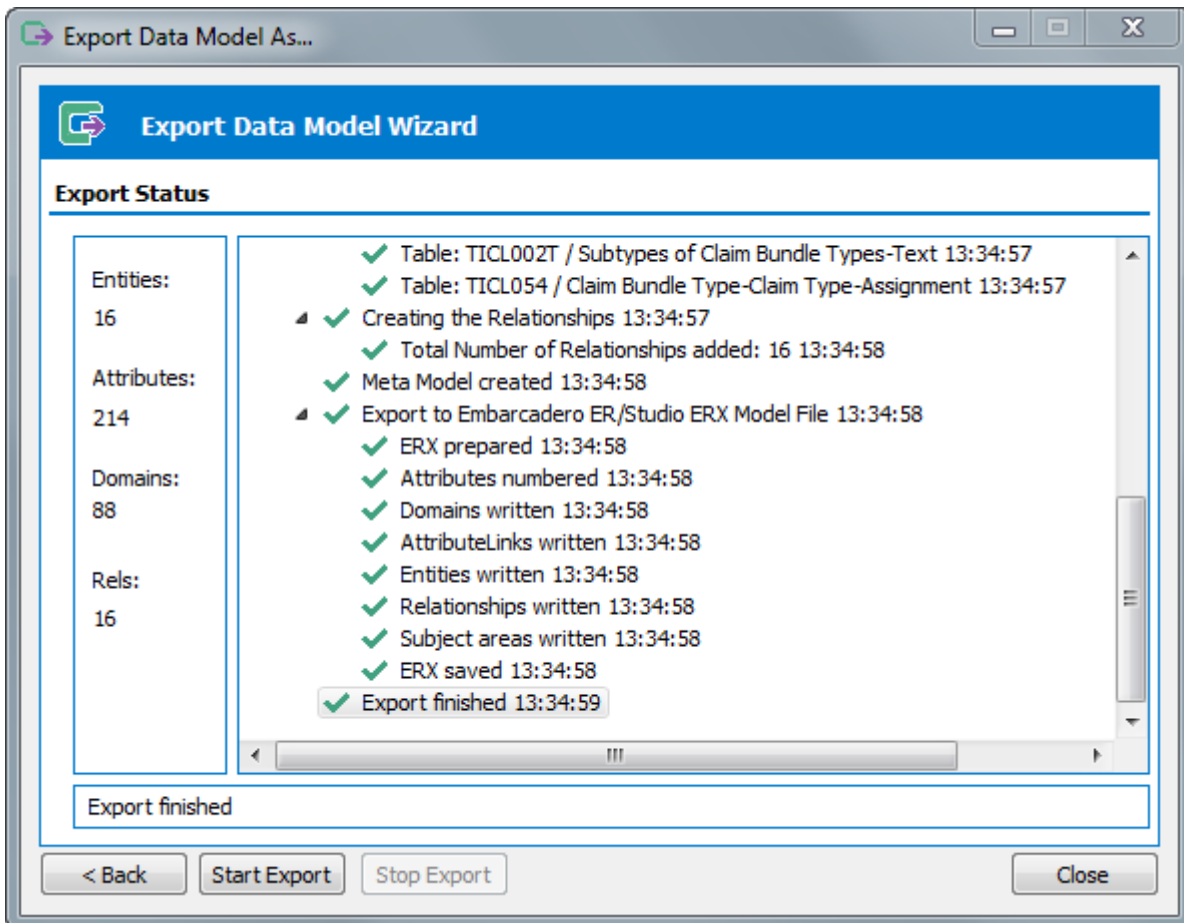 Export Data Model As...
Export Data Model Wizard
Export Status
Entities:
16
Attributes:
214
Domains:
88
Rels:
16
Table: TICL002T / Subtypes of Claim Bundle Types-Text 13:34:57
Table: TICL054 / Claim Bundle Type-Claim Type-Assignment 13:34:57
Creating the Relationships 13:34:57
Total Number of Relationships added: 16 13:34:58
Meta Model created 13:34:58
Export to Embarcadero ER/Studio ERX Model File 13:34:58
ERX prepared 13:34:58
Attributes numbered 13:34:58
Domains written 13:34:58
AttributeLinks written 13:34:58
Entities written 13:34:58
Relationships written 13:34:58
Subject areas written 13:34:58
ERX saved 13:34:58
Export finished 13:34:59
Export finished
< Back Start Export Stop Export Close